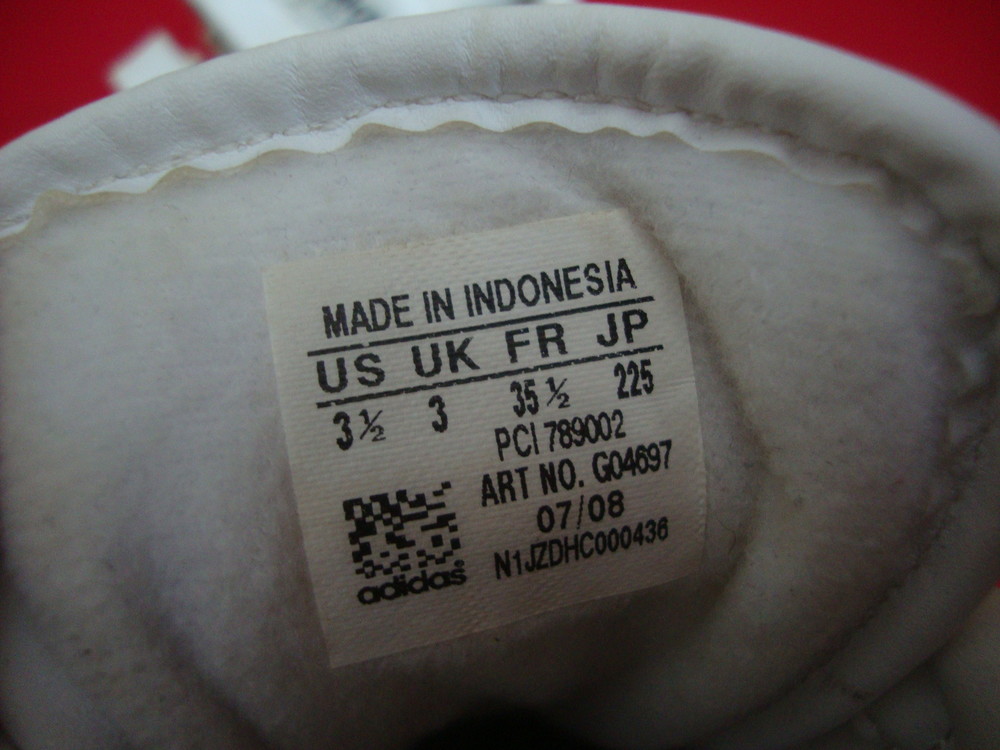 MADE IN INDONESIA
US UK FR JP
3½ 3 35½ 225
PCI 789002
ART NO. G04697
07/08
N1JZDHC000436
adidas®